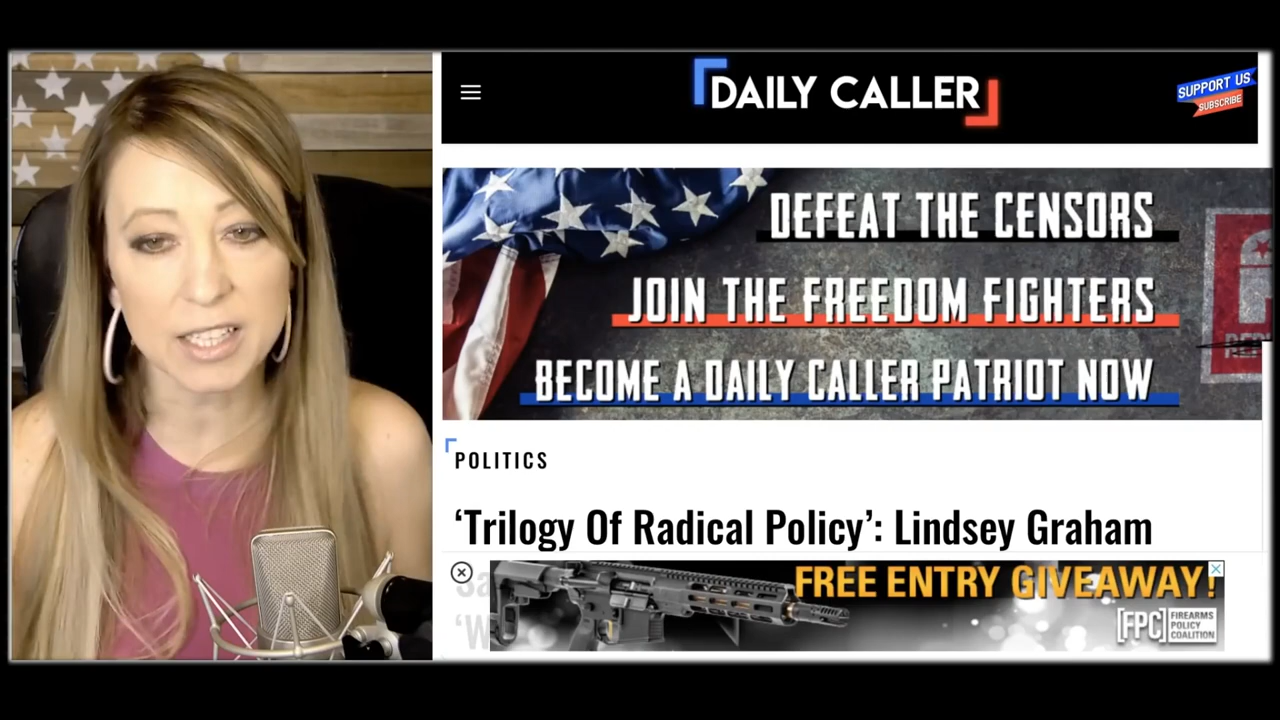 DAILY CALLER
SUPPORT US
SUBSCRIBE
DEFEAT THE CENSORS
JOIN THE FREEDOM FIGHTERS
BECOME A DAILY CALLER PATRIOT NOW
POLITICS
‘Trilogy Of Radical Policy’: Lindsey Graham
Sa
‘W
FREE ENTRY GIVEAWAY!
[FPC] FIREARMS
POLICY
COALITION